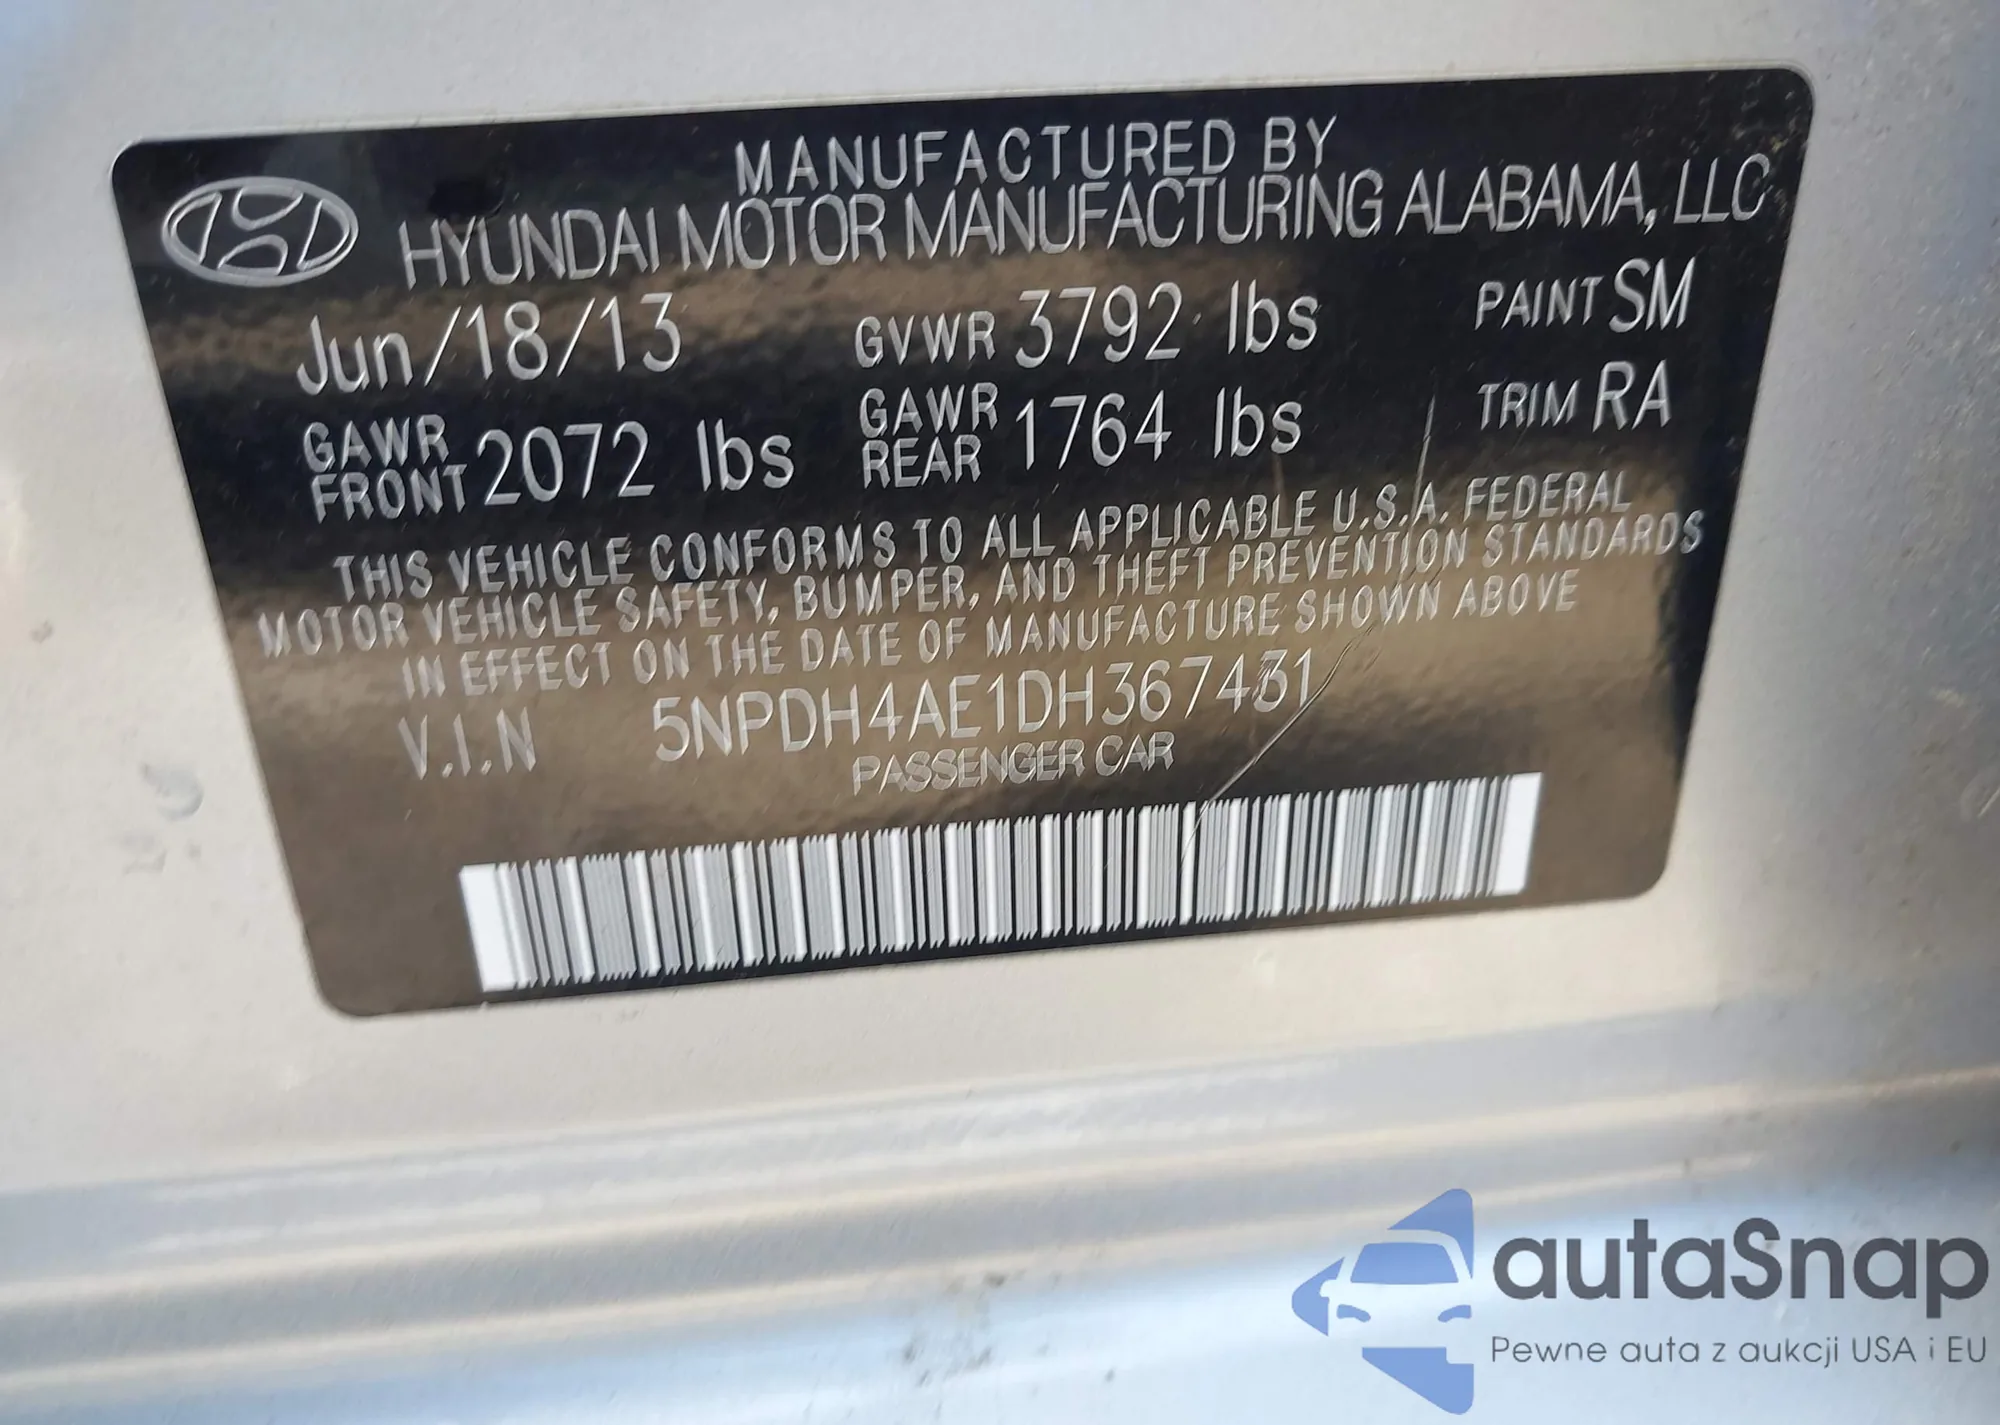 MANUFACTURED BY
HYUNDAI MOTOR MANUFACTURING ALABAMA, LLC
Jun/18/13 GVWR 3792 lbs PAINT SM
GAWR FRONT 2072 lbs GAWR REAR 1764 lbs TRIM RA
THIS VEHICLE CONFORMS TO ALL APPLICABLE U.S.A. FEDERAL
MOTOR VEHICLE SAFETY, BUMPER, AND THEFT PREVENTION STANDARDS
IN EFFECT ON THE DATE OF MANUFACTURE SHOWN ABOVE
V.I.N 5NPDH4AE1DH367431
PASSENGER CAR
autaSnap
Pewne auta z aukcji USA i EU